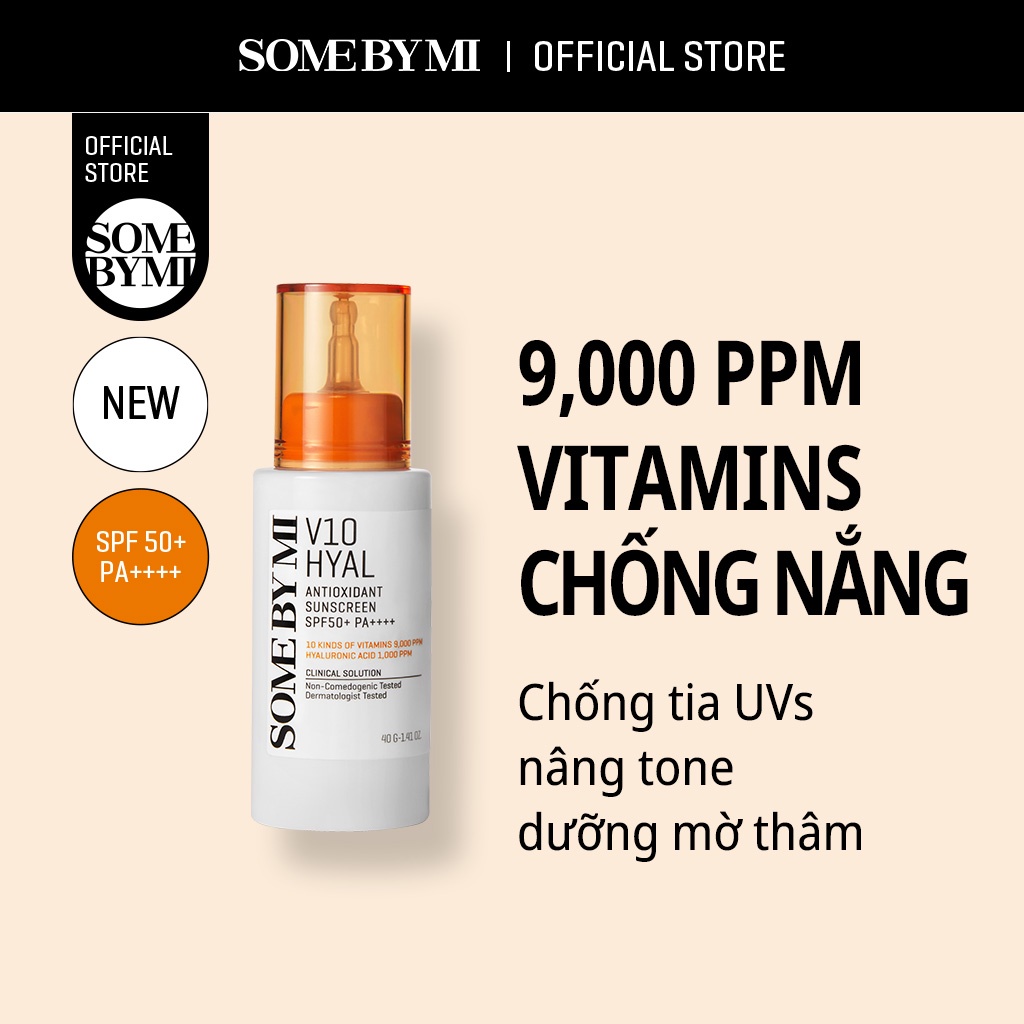 SOME BY MI | OFFICIAL STORE
OFFICIAL
STORE
SOME
BYMI
NEW
SPF 50+
PA++++
SOME BY MI
V10
HYAL
ANTIOXIDANT
SUNSCREEN
SPF50+ PA++++
10 KINDS OF VITAMINS 9,000 PPM
HYALURONIC ACID 1,000 PPM
CLINICAL SOLUTION
Non-Comedogenic Tested
Dermatologist Tested
40 G-1.41 OZ.
9,000 PPM
VITAMINS
CHỐNG NẮNG
Chống tia UVs
nâng tone
dưỡng mờ thâm